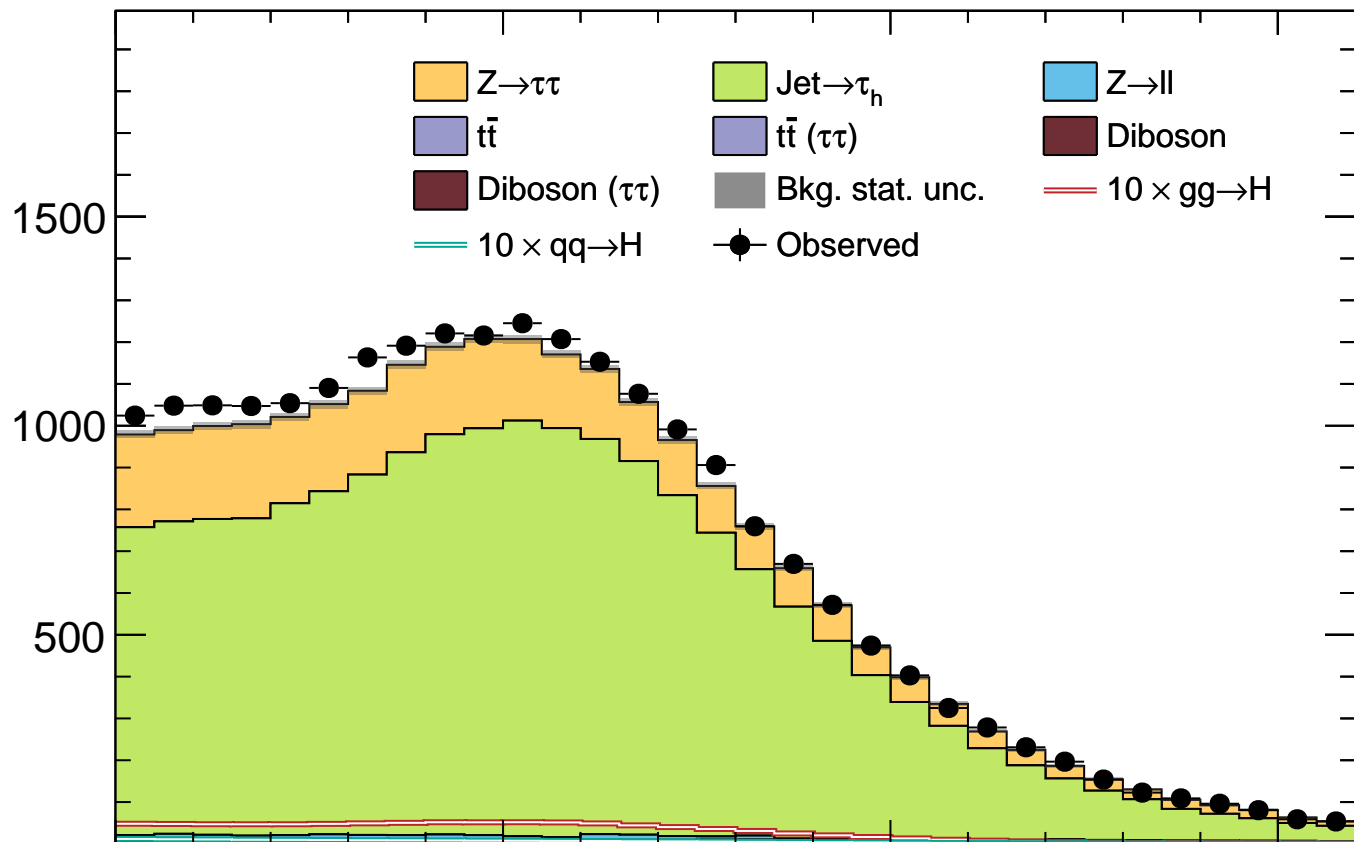 Z→ττ Jet→τₕ Z→ll
tt̄ tt̄ (ττ) Diboson
Diboson (ττ) Bkg. stat. unc. 10 × gg→H
10 × qq→H Observed
1500
1000
500